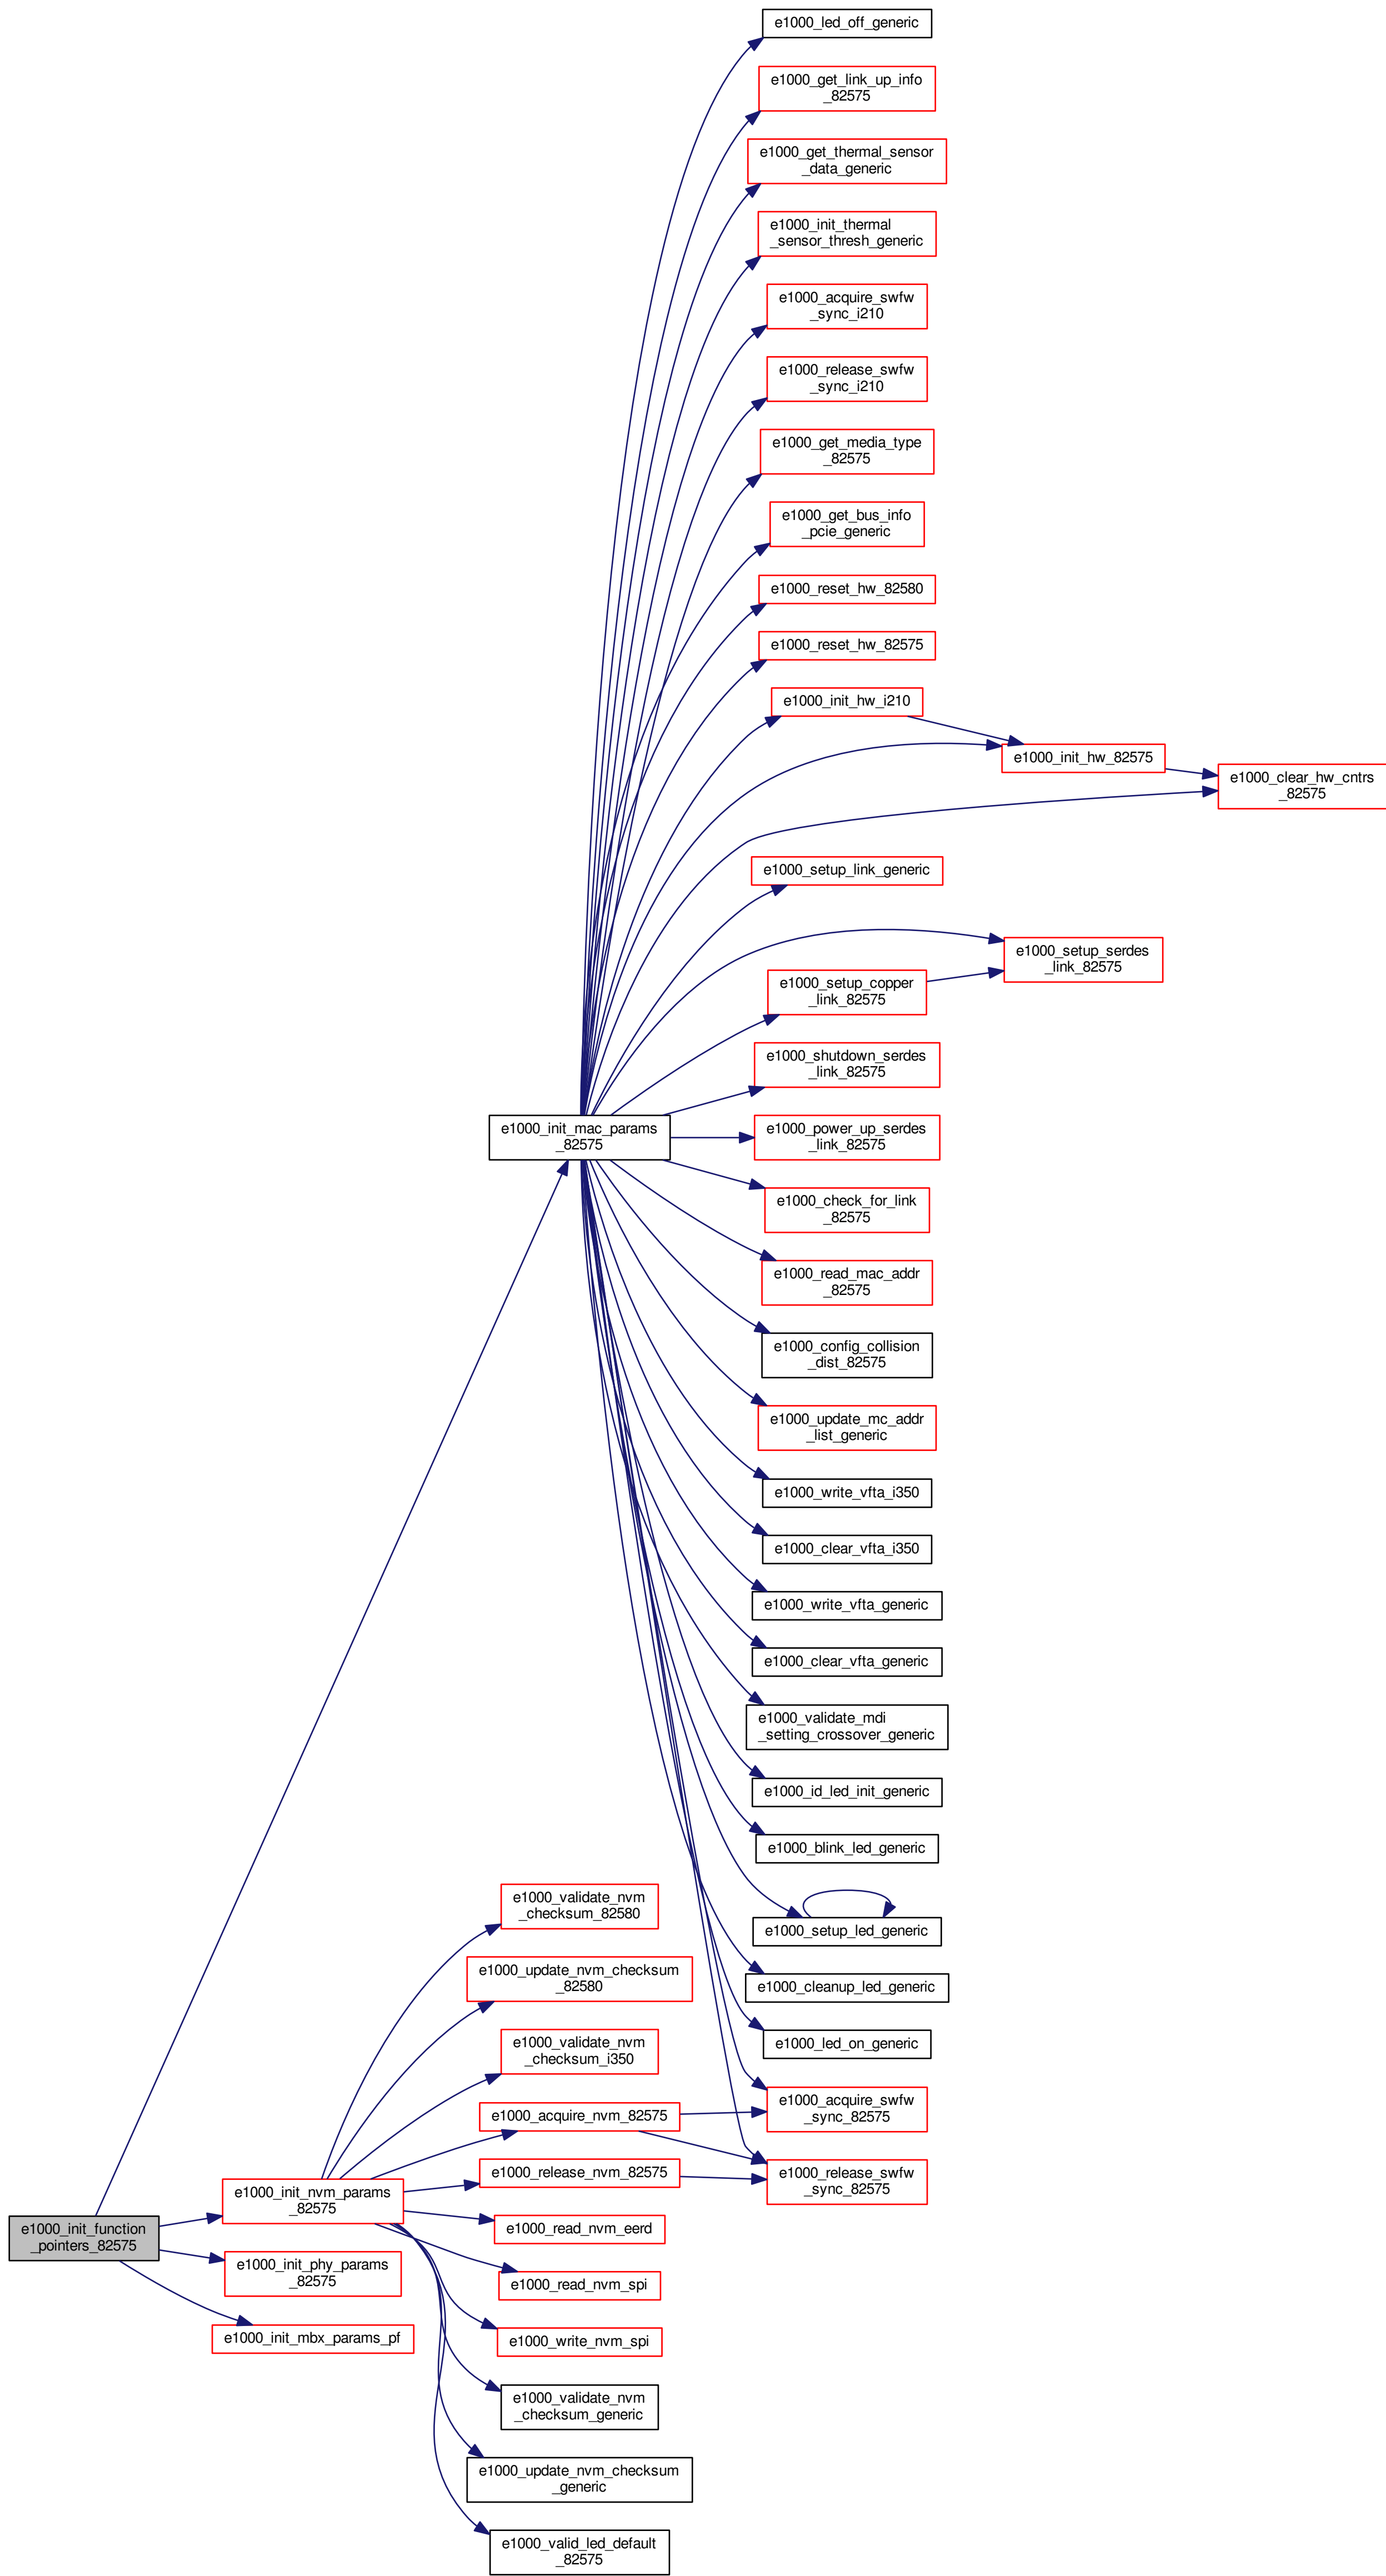 e1000_led_off_generic
e1000_get_link_up_info
_82575
e1000_get_thermal_sensor
_data_generic
e1000_init_thermal
_sensor_thresh_generic
e1000_acquire_swfw
_sync_i210
e1000_release_swfw
_sync_i210
e1000_get_media_type
_82575
e1000_get_bus_info
_pcie_generic
e1000_reset_hw_82580
e1000_reset_hw_82575
e1000_init_hw_i210
e1000_init_hw_82575
e1000_clear_hw_cntrs
_82575
e1000_setup_link_generic
e1000_setup_serdes
_link_82575
e1000_setup_copper
_link_82575
e1000_shutdown_serdes
_link_82575
e1000_init_mac_params
_82575
e1000_power_up_serdes
_link_82575
e1000_check_for_link
_82575
e1000_read_mac_addr
_82575
e1000_config_collision
_dist_82575
e1000_update_mc_addr
_list_generic
e1000_write_vfta_i350
e1000_clear_vfta_i350
e1000_write_vfta_generic
e1000_clear_vfta_generic
e1000_validate_mdi
_setting_crossover_generic
e1000_id_led_init_generic
e1000_blink_led_generic
e1000_validate_nvm
_checksum_82580
e1000_setup_led_generic
e1000_update_nvm_checksum
_82580
e1000_cleanup_led_generic
e1000_validate_nvm
_checksum_i350
e1000_led_on_generic
e1000_acquire_nvm_82575
e1000_acquire_swfw
_sync_82575
e1000_release_nvm_82575
e1000_release_swfw
_sync_82575
e1000_init_nvm_params
_82575
e1000_init_function
_pointers_82575
e1000_read_nvm_eerd
e1000_init_phy_params
_82575
e1000_read_nvm_spi
e1000_init_mbx_params_pf
e1000_write_nvm_spi
e1000_validate_nvm
_checksum_generic
e1000_update_nvm_checksum
_generic
e1000_valid_led_default
_82575